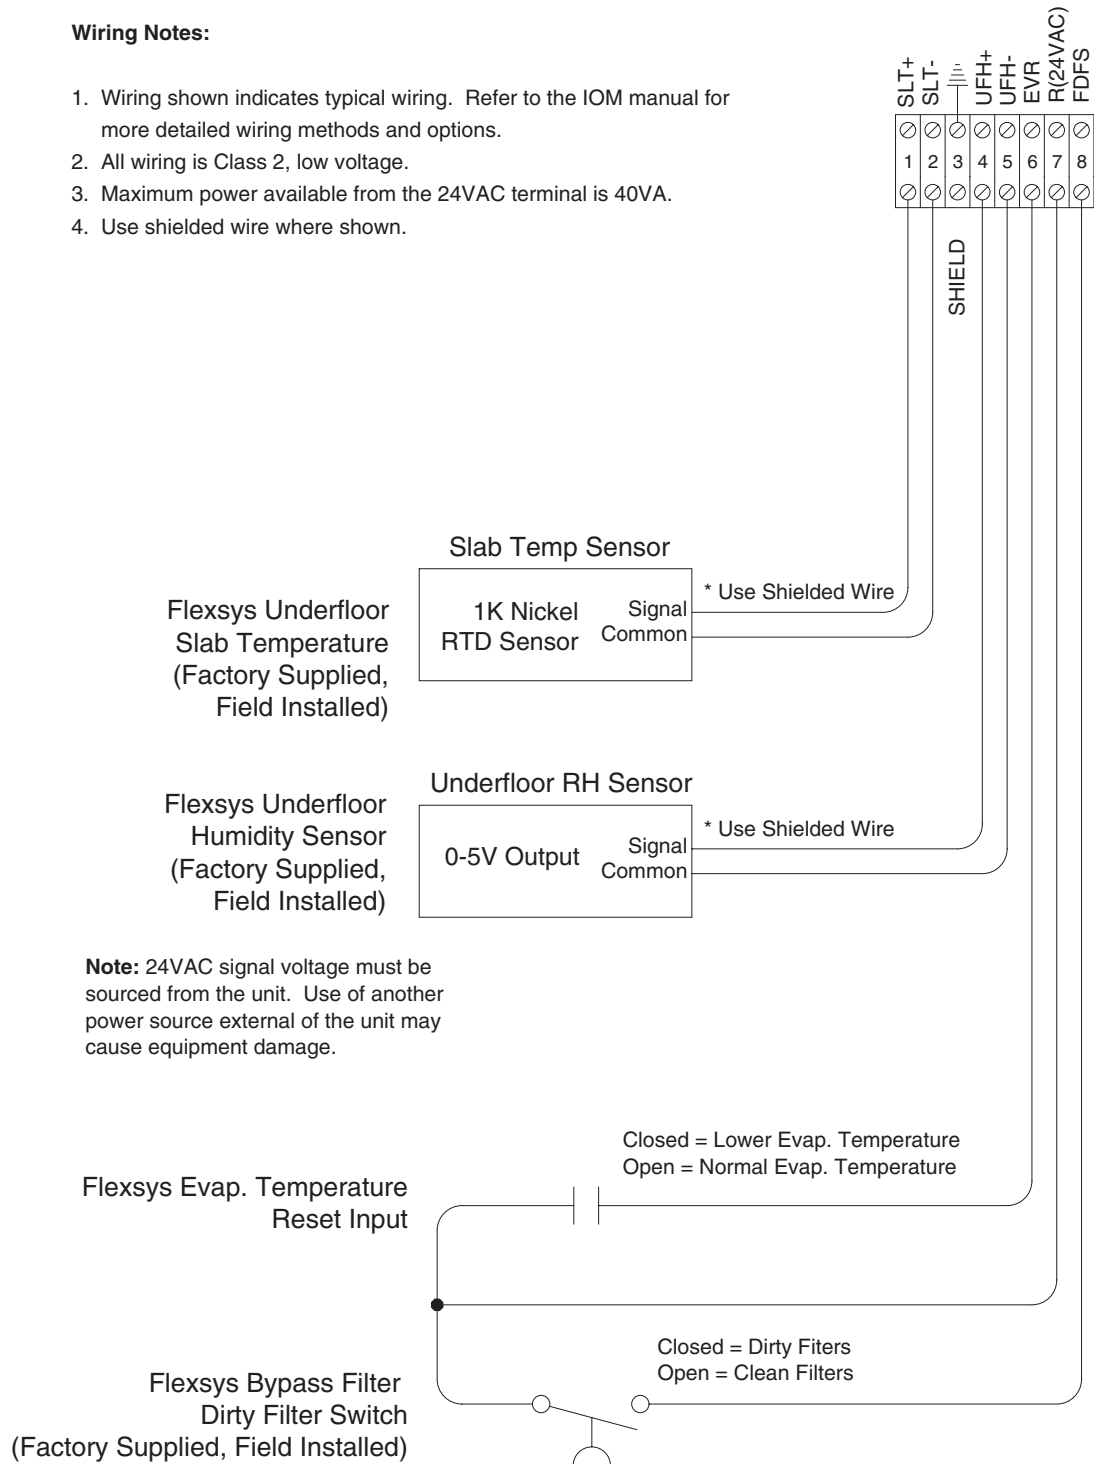 Wiring Notes:
1. Wiring shown indicates typical wiring. Refer to the IOM manual for
more detailed wiring methods and options.
2. All wiring is Class 2, low voltage.
3. Maximum power available from the 24VAC terminal is 40VA.
4. Use shielded wire where shown.
SLT+
SLT-
UFH+
UFH-
EVR
R(24VAC)
FDFS
1 2 3 4 5 6 7 8
SHIELD
Slab Temp Sensor
Flexsys Underfloor
Slab Temperature
(Factory Supplied,
Field Installed)
1K Nickel
RTD Sensor
Signal
Common
* Use Shielded Wire
Underfloor RH Sensor
Flexsys Underfloor
Humidity Sensor
(Factory Supplied,
Field Installed)
0-5V Output
Signal
Common
* Use Shielded Wire
Note: 24VAC signal voltage must be
sourced from the unit. Use of another
power source external of the unit may
cause equipment damage.
Closed = Lower Evap. Temperature
Open = Normal Evap. Temperature
Flexsys Evap. Temperature
Reset Input
Closed = Dirty Fiters
Open = Clean Filters
Flexsys Bypass Filter
Dirty Filter Switch
(Factory Supplied, Field Installed)